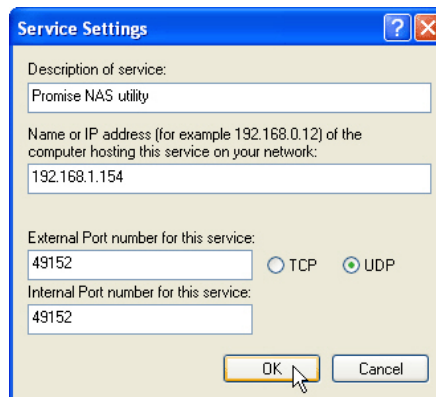 Service Settings
Description of service:
Promise NAS utility
Name or IP address (for example 192.168.0.12) of the
computer hosting this service on your network:
192.168.1.154
External Port number for this service:
49152
TCP
UDP
Internal Port number for this service:
49152
OK
Cancel